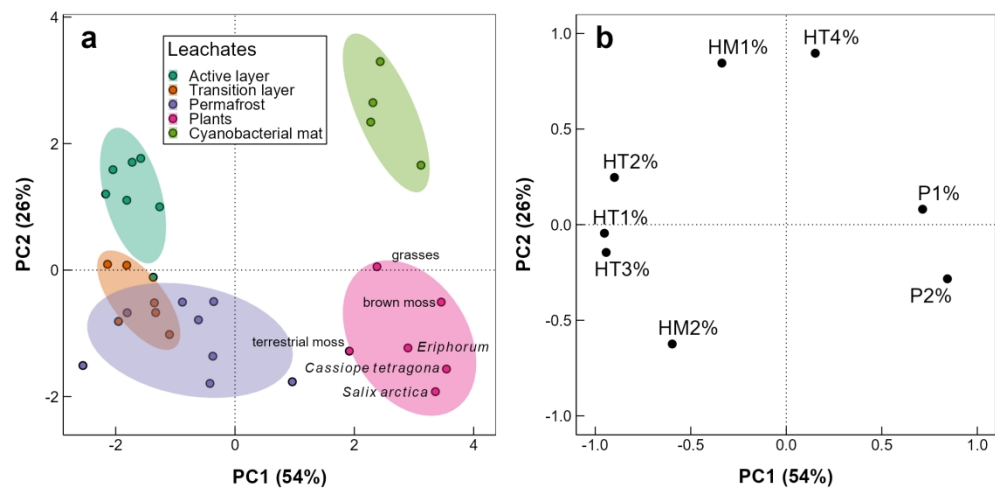 a
Leachates
Active layer
Transition layer
Permafrost
Plants
Cyanobacterial mat
grasses
brown moss
terrestrial moss
Eriphorum
Cassiope tetragona
Salix arctica
4
2
0
-2
-2
0
2
4
PC2 (26%)
PC1 (54%)
b
HM1%
HT4%
HT2%
P1%
HT1%
HT3%
P2%
HM2%
1.0
0.5
0.0
-0.5
-1.0
-1.0
-0.5
0.0
0.5
1.0
PC2 (26%)
PC1 (54%)